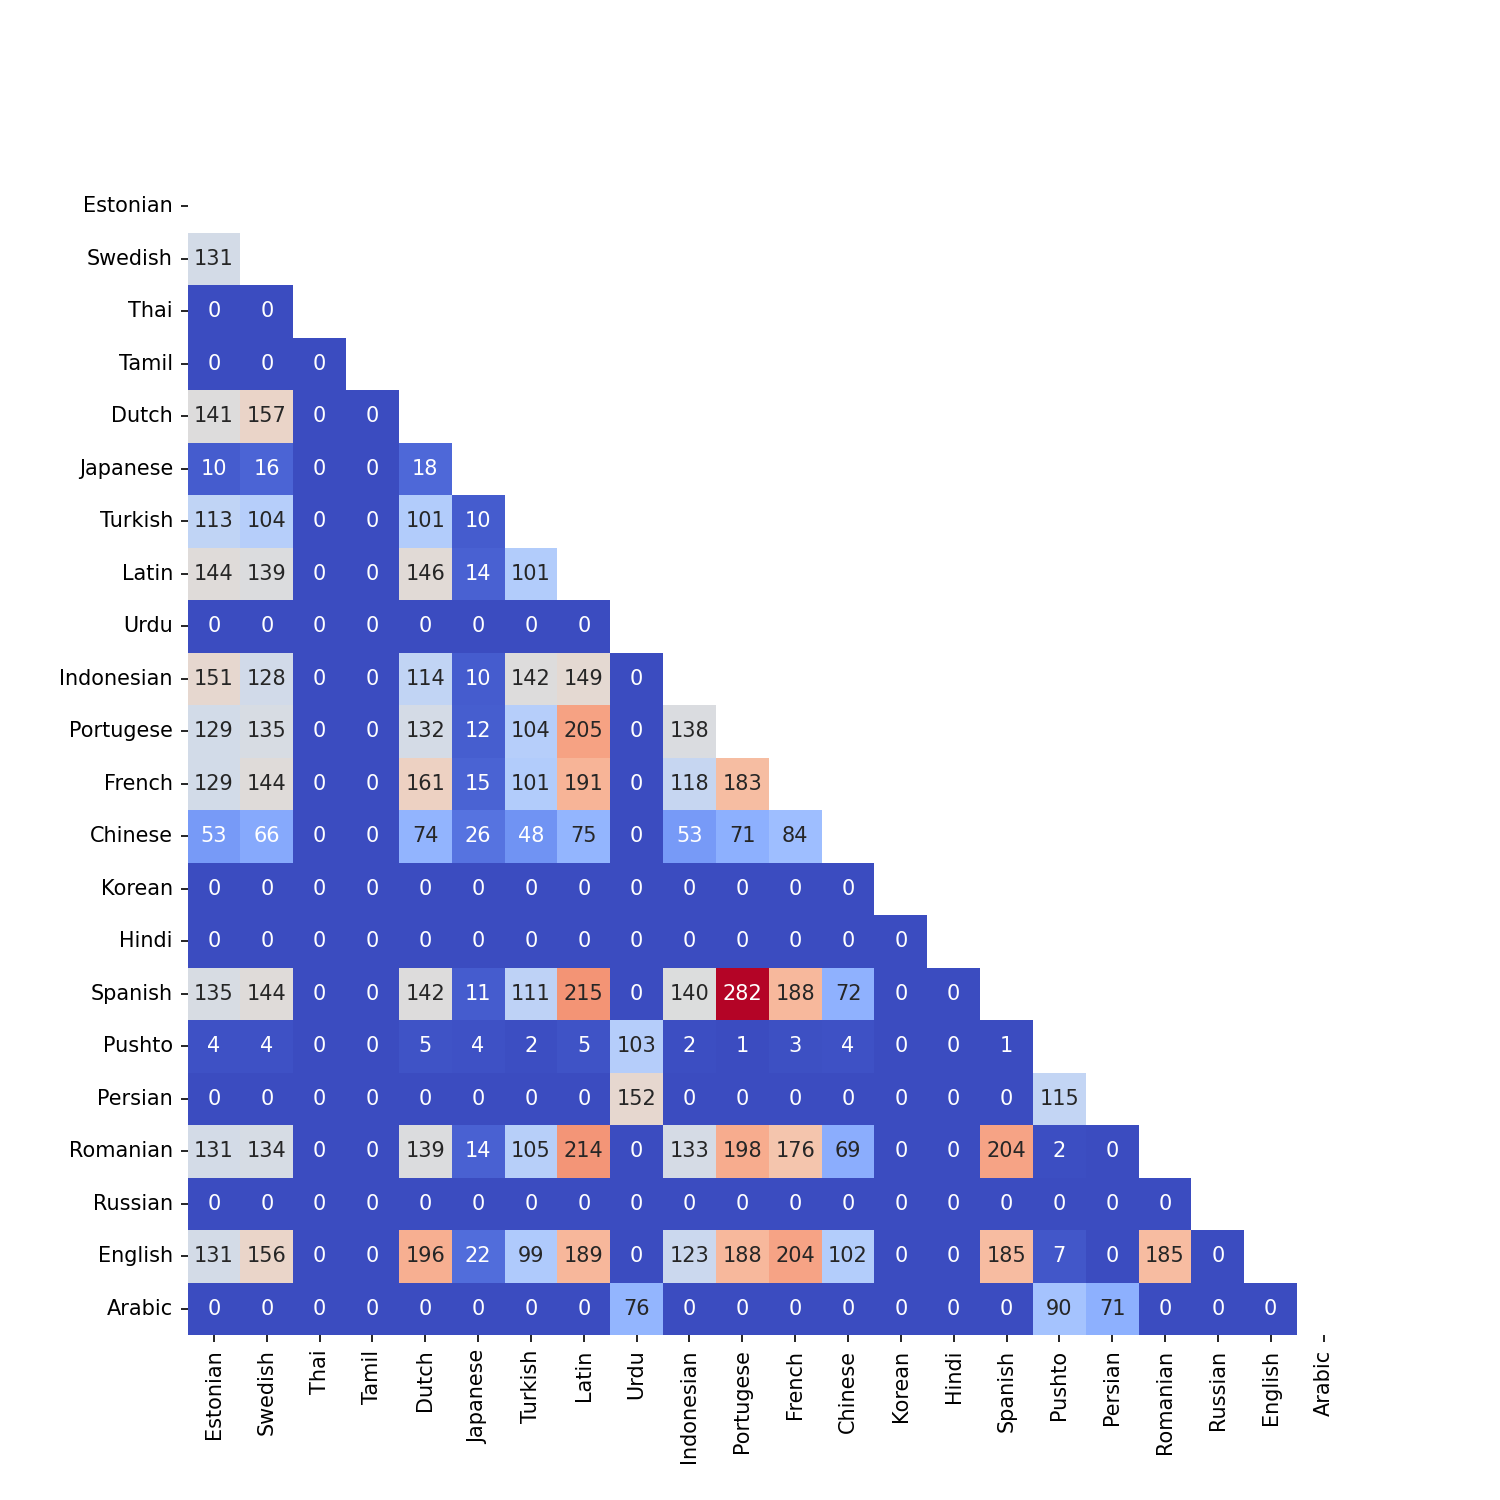 Estonian
Swedish 131
Thai 0 0
Tamil 0 0 0
Dutch 141 157 0 0
Japanese 10 16 0 0 18
Turkish 113 104 0 0 101 10
Latin 144 139 0 0 146 14 101
Urdu 0 0 0 0 0 0 0 0
Indonesian 151 128 0 0 114 10 142 149 0
Portugese 129 135 0 0 132 12 104 205 0 138
French 129 144 0 0 161 15 101 191 0 118 183
Chinese 53 66 0 0 74 26 48 75 0 53 71 84
Korean 0 0 0 0 0 0 0 0 0 0 0 0 0
Hindi 0 0 0 0 0 0 0 0 0 0 0 0 0 0
Spanish 135 144 0 0 142 11 111 215 0 140 282 188 72 0 0
Pushto 4 4 0 0 5 4 2 5 103 2 1 3 4 0 0 1
Persian 0 0 0 0 0 0 0 0 152 0 0 0 0 0 0 0 115
Romanian 131 134 0 0 139 14 105 214 0 133 198 176 69 0 0 204 2 0
Russian 0 0 0 0 0 0 0 0 0 0 0 0 0 0 0 0 0 0 0
English 131 156 0 0 196 22 99 189 0 123 188 204 102 0 0 185 7 0 185 0
Arabic 0 0 0 0 0 0 0 0 76 0 0 0 0 0 0 0 90 71 0 0 0
Estonian Swedish Thai Tamil Dutch Japanese Turkish Latin Urdu Indonesian Portugese French Chinese Korean Hindi Spanish Pushto Persian Romanian Russian English Arabic